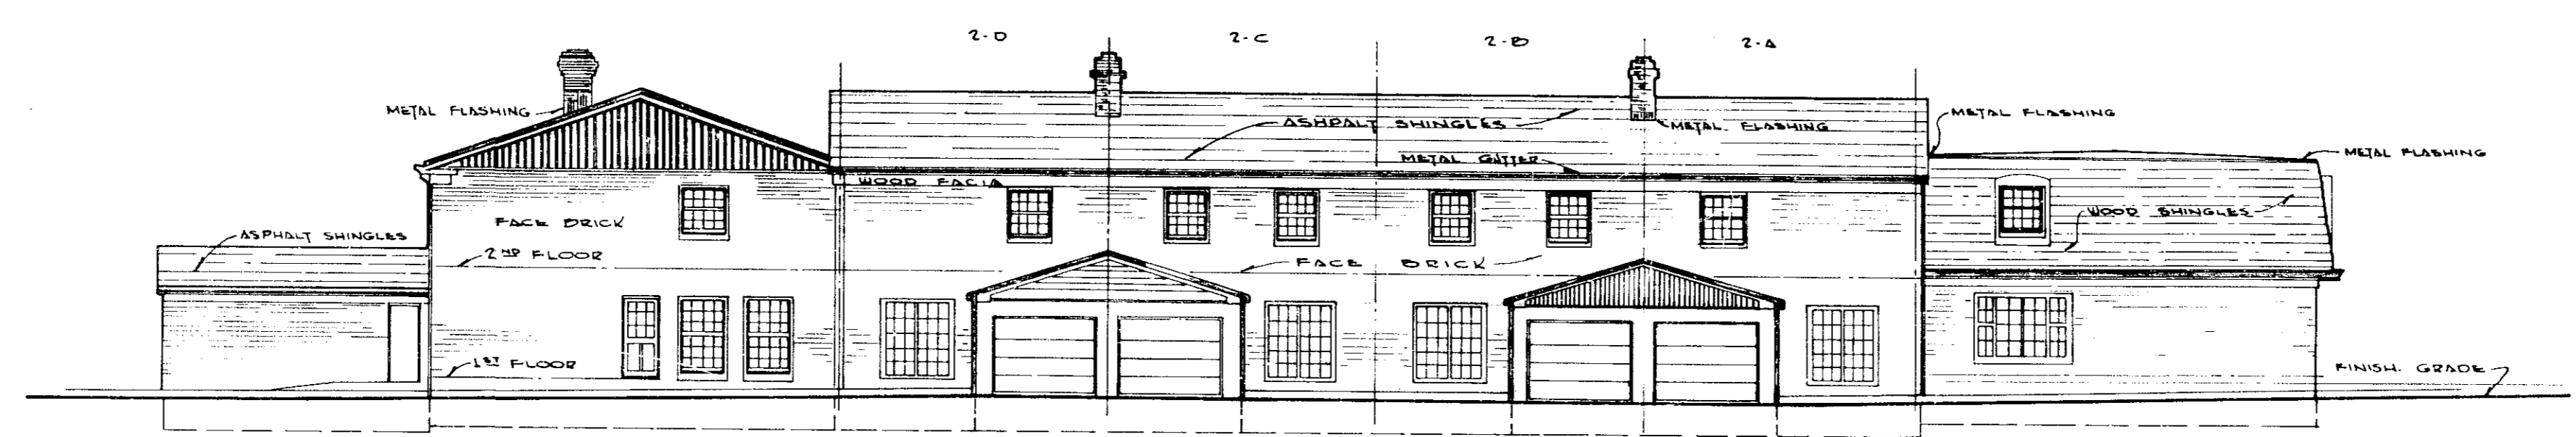 2-D 2-C 2-B 2-A
METAL FLASHING
ASHPALT SHINGLES
METAL FLASHING
METAL FLASHING
METAL GUTTER
METAL FLASHING
WOOD FACIA
FACE BRICK
WOOD SHINGLES
ASPHALT SHINGLES
2ND FLOOR
FACE BRICK
1ST FLOOR
FINISH. GRADE